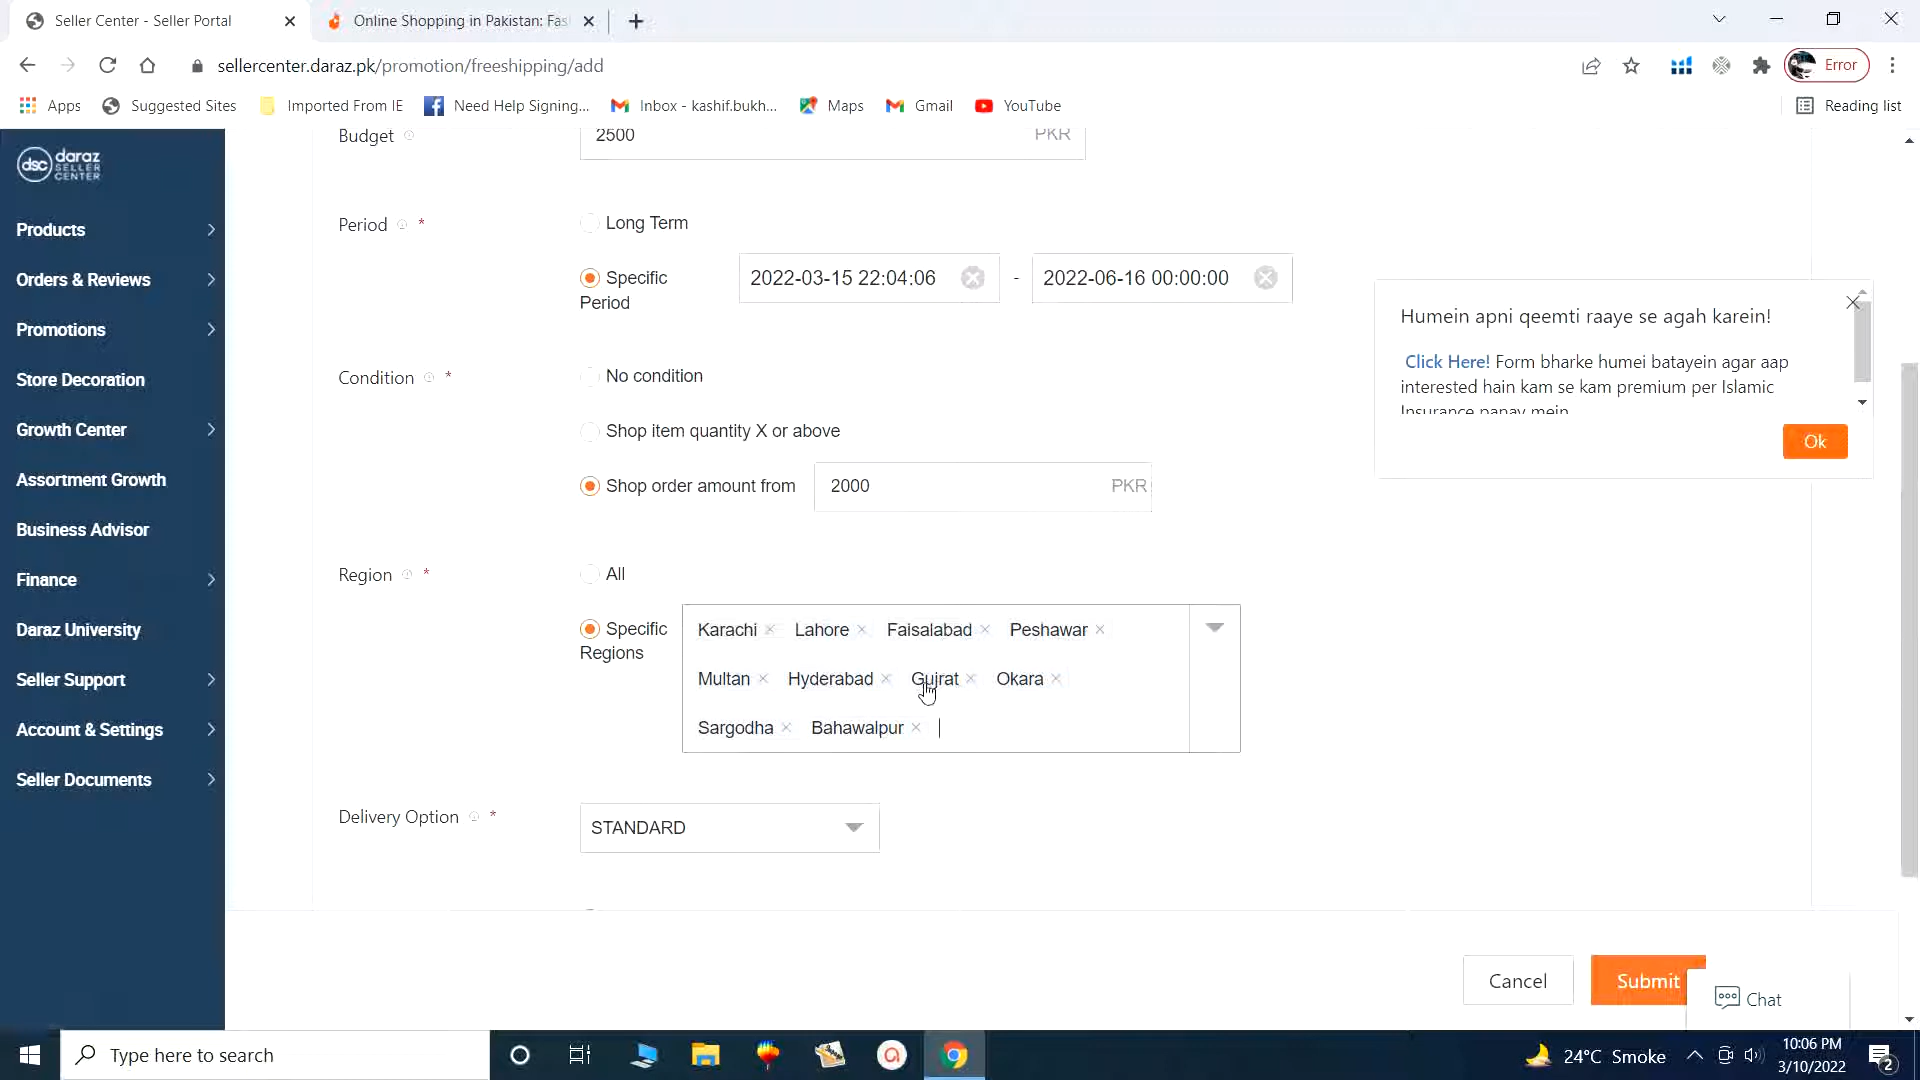 Seller Center - Seller Portal
Online Shopping in Pakistan: Fas
sellercenter.daraz.pk/promotion/freeshipping/add
Error
Apps
Suggested Sites
Imported From IE
Need Help Signing...
Inbox - kashif.bukh...
Maps
Gmail
YouTube
Reading list
dsc daraz
SELLER
CENTER
Products
Orders & Reviews
Promotions
Store Decoration
Growth Center
Assortment Growth
Business Advisor
Finance
Daraz University
Seller Support
Account & Settings
Seller Documents
Budget
2500 PKR
Period *
Long Term
Specific
Period
2022-03-15 22:04:06 - 2022-06-16 00:00:00
Condition *
No condition
Shop item quantity X or above
Shop order amount from 2000 PKR
Region *
All
Specific
Regions
Karachi × Lahore × Faisalabad × Peshawar ×
Multan × Hyderabad × Gujrat × Okara ×
Sargodha × Bahawalpur ×
Delivery Option *
STANDARD
Humein apni qeemti raaye se agah karein!
Click Here! Form bharke humei batayein agar aap
interested hain kam se kam premium per Islamic
Insurance panay mein
Ok
Cancel
Submit
Chat
Type here to search
24°C Smoke
10:06 PM
3/10/2022
2